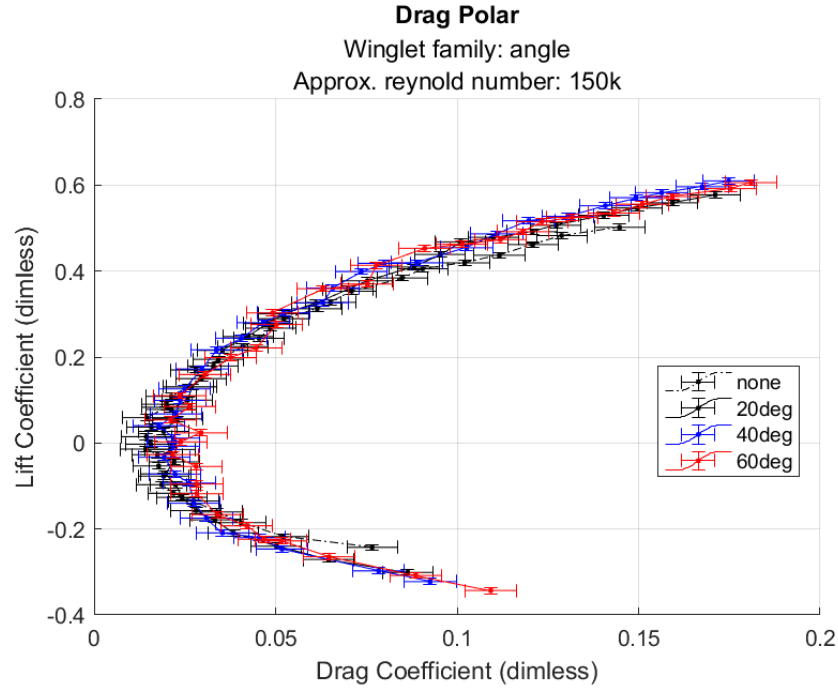 Drag Polar
Winglet family: angle
Approx. reynold number: 150k
0.8
0.6
0.4
0.2
0
-0.2
-0.4
Lift Coefficient (dimless)
none
20deg
40deg
60deg
0
0.05
0.1
0.15
0.2
Drag Coefficient (dimless)